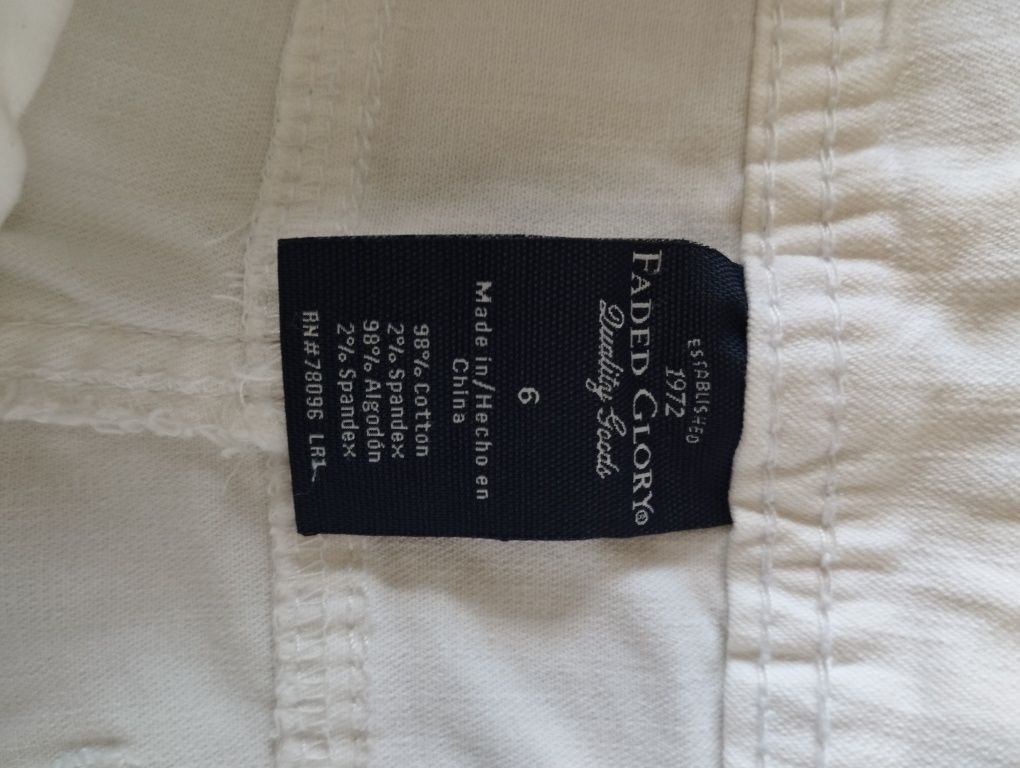 ESTABLISHED
1972
FADED GLORY®
Quality Goods
6
Made in/Hecho en
China
98% Cotton
2% Spandex
98% Algodón
2% Spandex
RN#78096 LR1